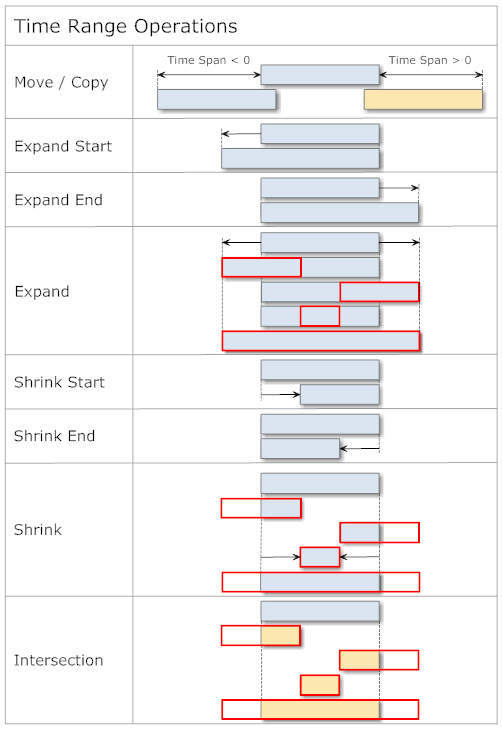 Time Range Operations
Time Span < 0
Time Span > 0
Move / Copy
Expand Start
Expand End
Expand
Shrink Start
Shrink End
Shrink
Intersection